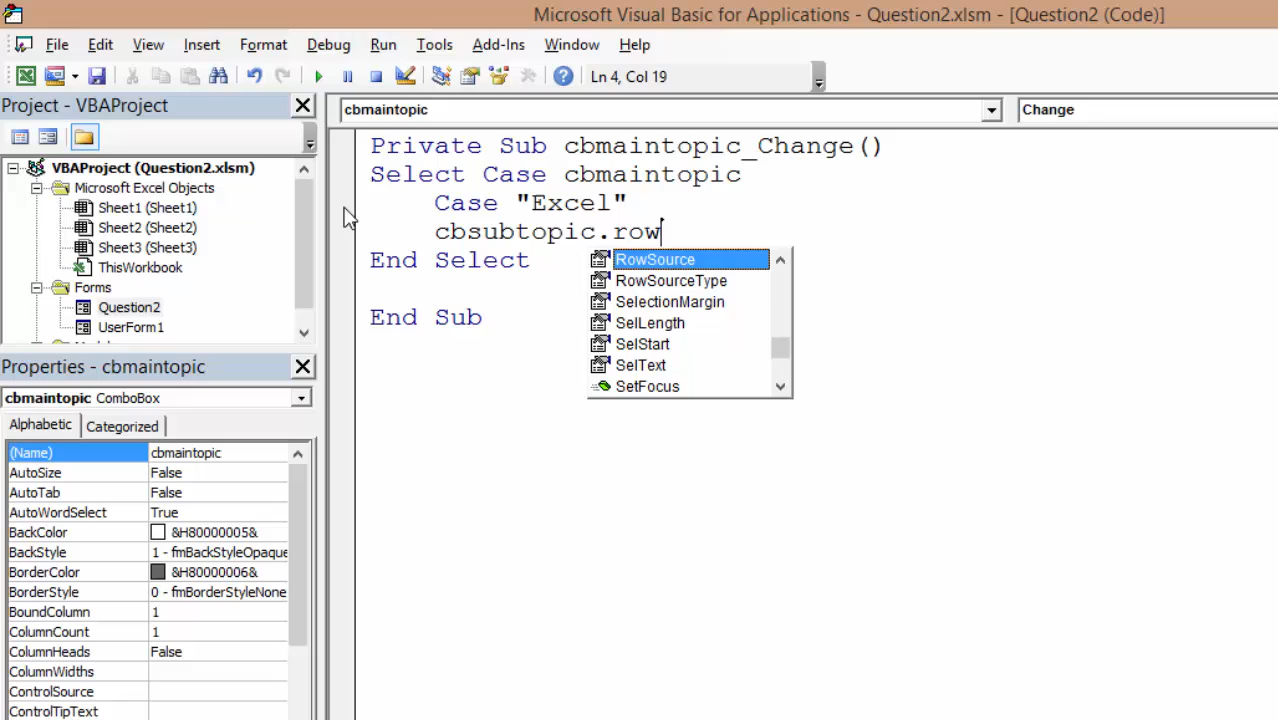 Microsoft Visual Basic for Applications - Question2.xlsm - [Question2 (Code)]
File Edit View Insert Format Debug Run Tools Add-Ins Window Help
Ln 4, Col 19
Project - VBAProject
VBAProject (Question2.xlsm)
Microsoft Excel Objects
Sheet1 (Sheet1)
Sheet2 (Sheet2)
Sheet3 (Sheet3)
ThisWorkbook
Forms
Question2
UserForm1
Properties - cbmaintopic
cbmaintopic ComboBox
Alphabetic Categorized
(Name) cbmaintopic
AutoSize False
AutoTab False
AutoWordSelect True
BackColor &H80000005&
BackStyle 1 - fmBackStyleOpaque
BorderColor &H80000006&
BorderStyle 0 - fmBorderStyleNone
BoundColumn 1
ColumnCount 1
ColumnHeads False
ColumnWidths
ControlSource
ControlTipText
cbmaintopic Change
Private Sub cbmaintopic_Change()
Select Case cbmaintopic
Case "Excel"
cbsubtopic.row
End Select
End Sub
RowSource
RowSourceType
SelectionMargin
SelLength
SelStart
SelText
SetFocus